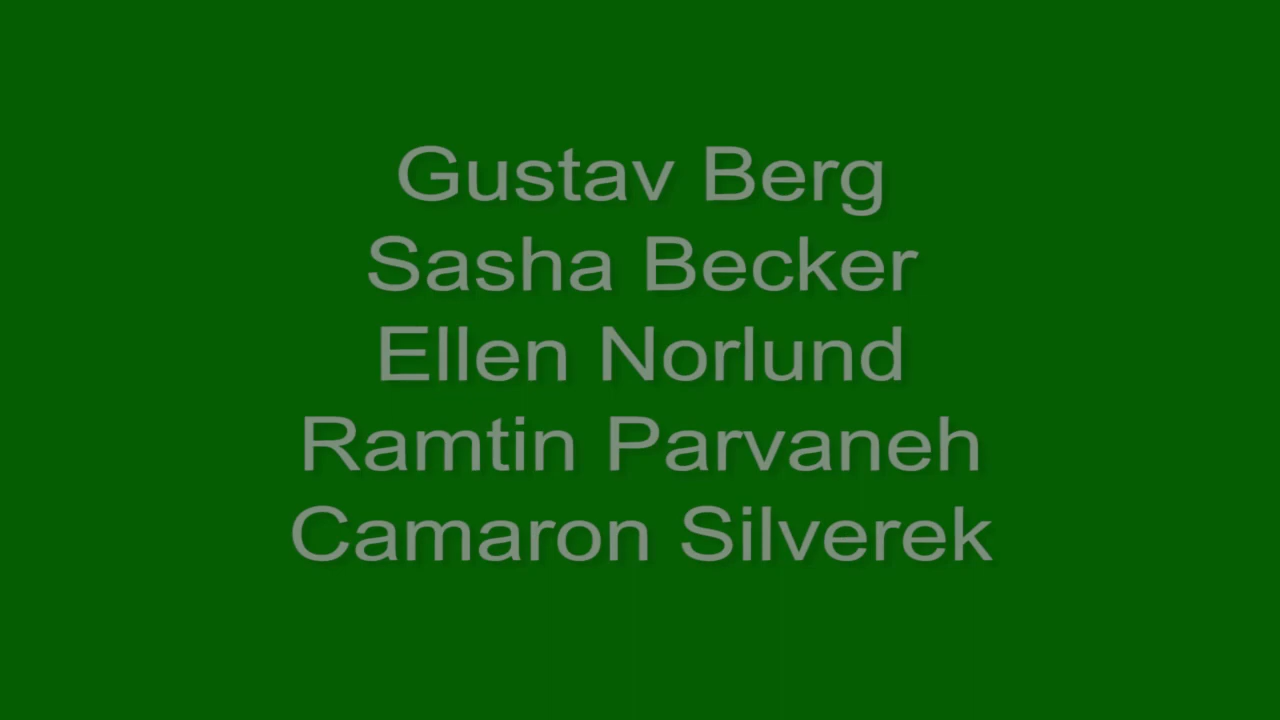 Gustav Berg
Sasha Becker
Ellen Norlund
Ramtin Parvaneh
Camaron Silverek